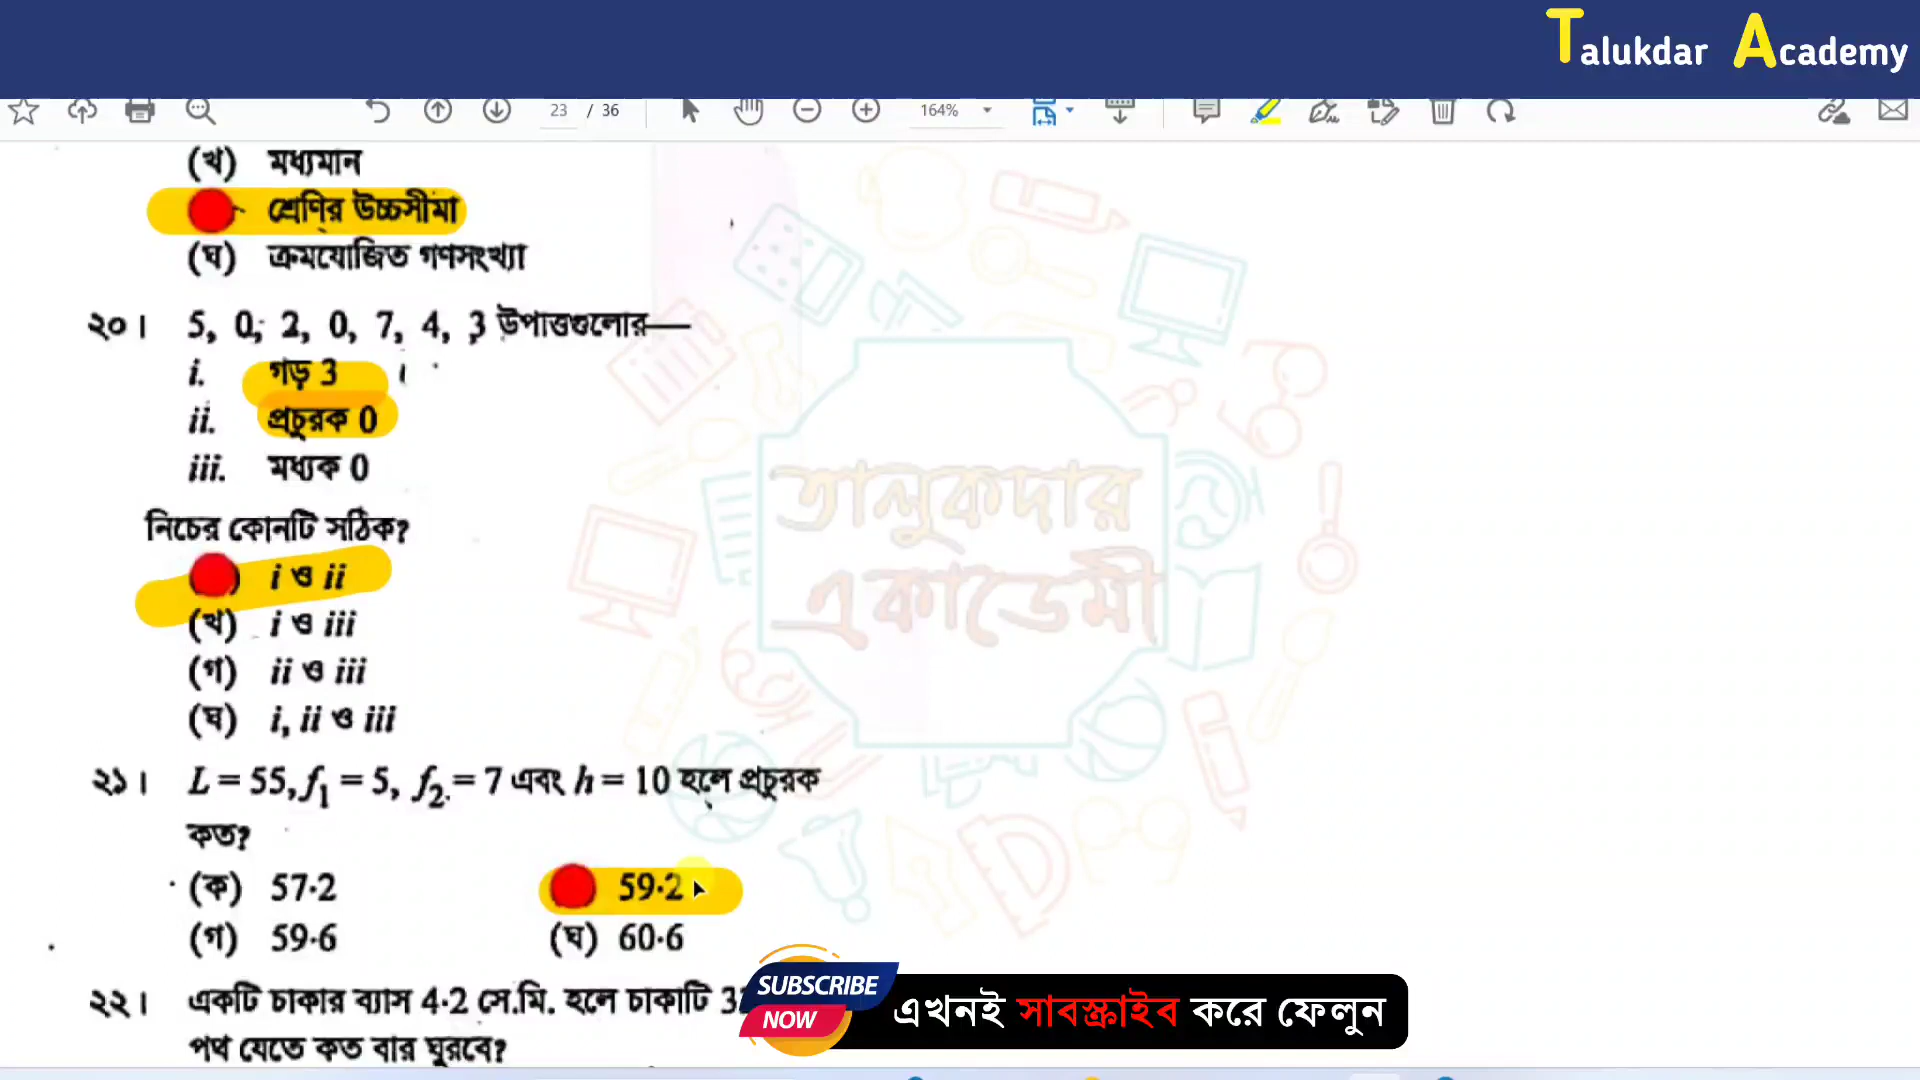 Talukdar Academy
23 / 36
164%
(খ) মধ্যমান
শ্রেণির উচ্চসীমা
(ঘ) ক্রমযোজিত গণসংখ্যা
২০। 5, 0, 2, 0, 7, 4, 3 উপাত্তগুলোর—
i. গড় 3
ii. প্রচুরক 0
iii. মধ্যক 0
নিচের কোনটি সঠিক?
i ও ii
(খ) i ও iii
(গ) ii ও iii
(ঘ) i, ii ও iii
তালুকদার
একাডেমী
২১। L = 55, f₁ = 5, f₂ = 7 এবং h = 10 হলে প্রচুরক
কত?
(ক) 57·2 59·2
(গ) 59·6 (ঘ) 60·6
২২। একটি চাকার ব্যাস 4·2 সে.মি. হলে চাকাটি
পথ যেতে কত বার ঘুরবে?
SUBSCRIBE
NOW
এখনই সাবস্ক্রাইব করে ফেলুন